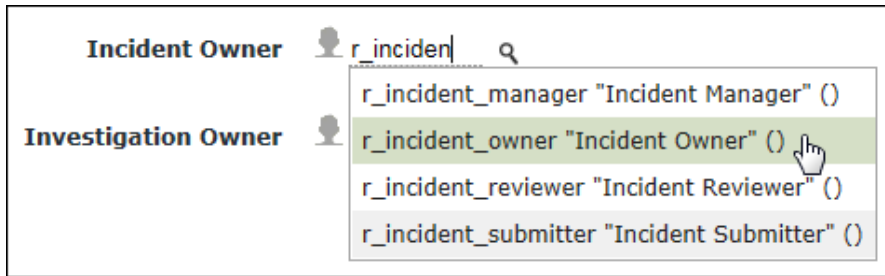 Incident Owner r_inciden
r_incident_manager "Incident Manager" ()
Investigation Owner r_incident_owner "Incident Owner" ()
r_incident_reviewer "Incident Reviewer" ()
r_incident_submitter "Incident Submitter" ()